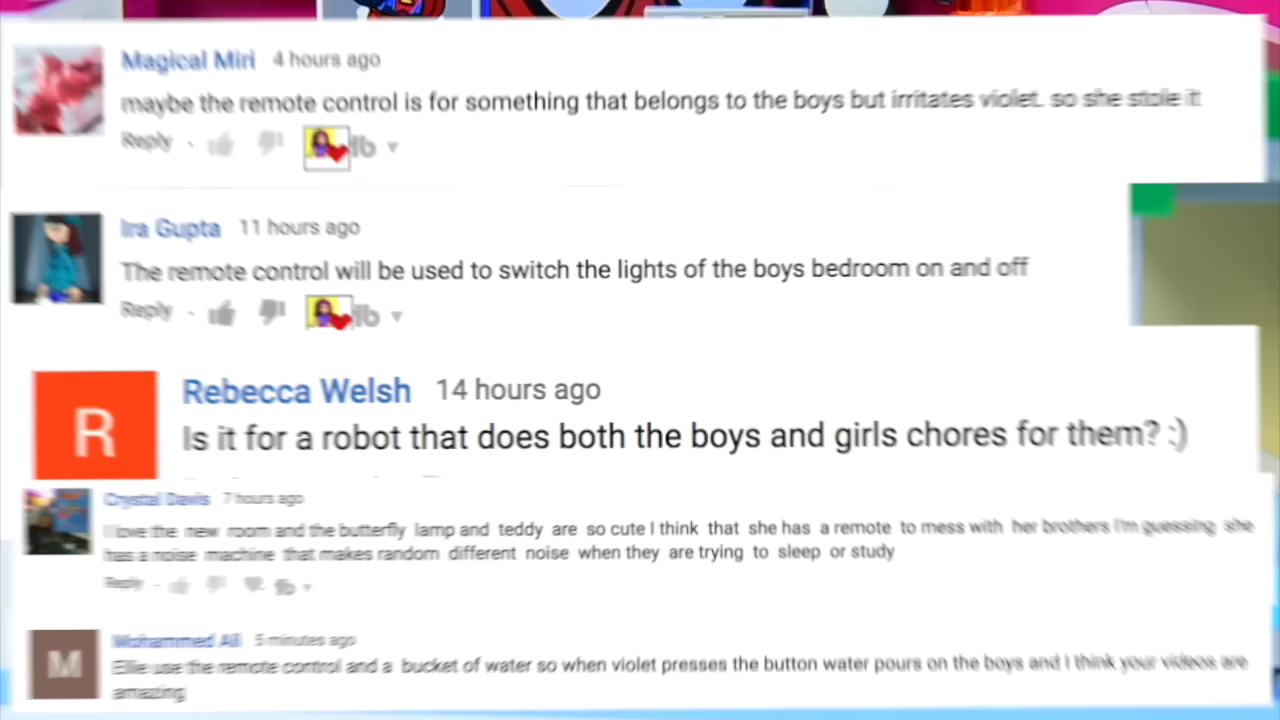 Magical Miri 4 hours ago
maybe the remote control is for something that belongs to the boys but irritates violet. so she stole it
Reply
Ira Gupta 11 hours ago
The remote control will be used to switch the lights of the boys bedroom on and off
Reply
R
Rebecca Welsh 14 hours ago
Is it for a robot that does both the boys and girls chores for them? :)
Crystal Davis 7 hours ago
I love the new room and the butterfly lamp and teddy are so cute I think that she has a remote to mess with her brothers I'm guessing she
has a noise machine that makes random different noise when they are trying to sleep or study
Reply
M
Mohammed Ali 5 minutes ago
Ellie use the remote control and a bucket of water so when violet presses the button water pours on the boys and I think your videos are
amazing